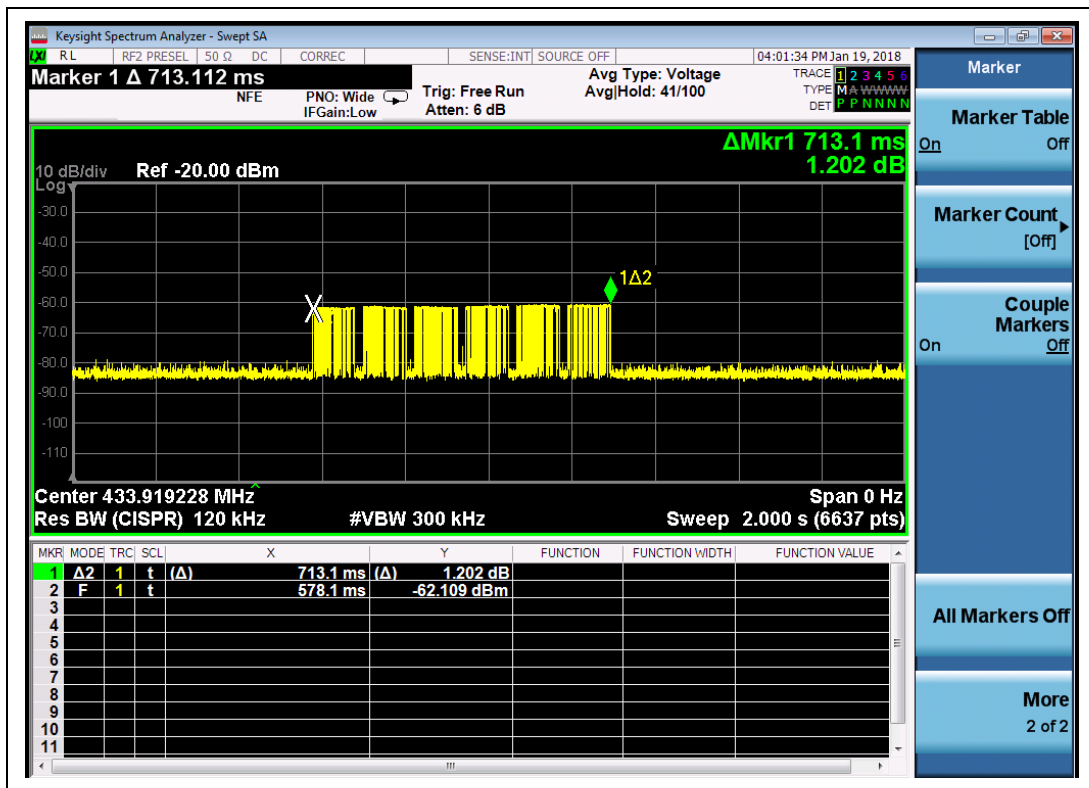 Keysight Spectrum Analyzer - Swept SA
LXI RL RF2 PRESEL 50 Ω DC CORREC SENSE:INT SOURCE OFF 04:01:34 PM Jan 19, 2018
Marker 1 Δ 713.112 ms
NFE
PNO: Wide
IFGain:Low
Trig: Free Run
Atten: 6 dB
Avg Type: Voltage
Avg|Hold: 41/100
TRACE 1 2 3 4 5 6
TYPE M A W W W W
DET P P N N N N
ΔMkr1 713.1 ms
1.202 dB
10 dB/div Ref -20.00 dBm
Log
-30.0
-40.0
-50.0
1Δ2
-60.0
X
-70.0
-80.0
-90.0
-100
-110
Center 433.919228 MHz Span 0 Hz
Res BW (CISPR) 120 kHz #VBW 300 kHz Sweep 2.000 s (6637 pts)
MKR MODE TRC SCL X Y FUNCTION FUNCTION WIDTH FUNCTION VALUE
1 Δ2 1 t (Δ) 713.1 ms (Δ) 1.202 dB
2 F 1 t 578.1 ms -62.109 dBm
3
4
5
6
7
8
9
10
11
Marker
Marker Table
On Off
Marker Count
[Off]
Couple
Markers
On Off
All Markers Off
More
2 of 2